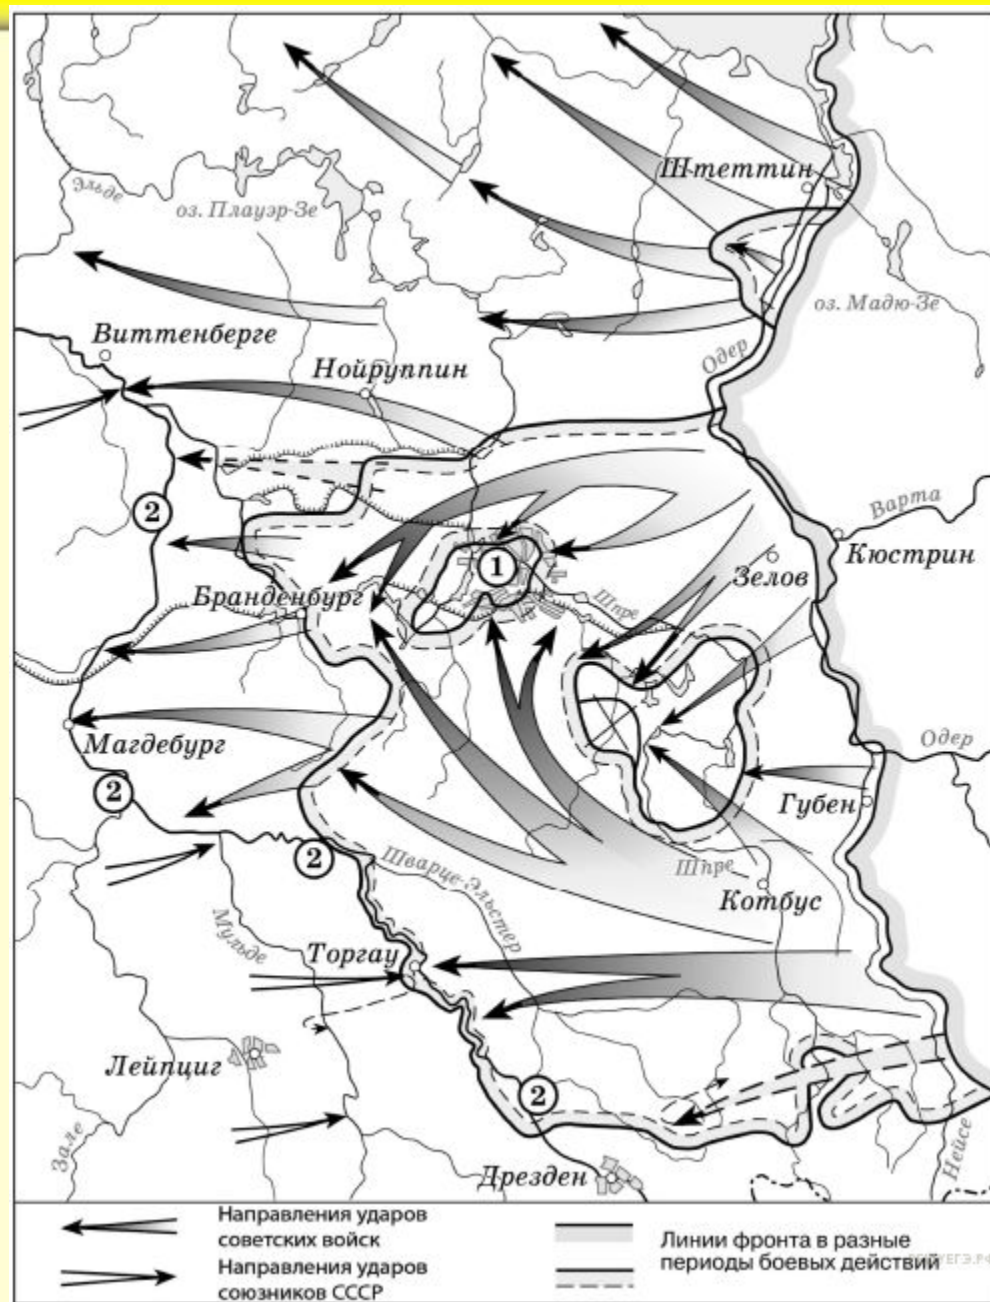 Штеттин
Эльде
оз. Плауэр-Зе
оз. Мадю-Зе
Виттенберге
Одер
Нойруппин
2
Варта
Кюстрин
1
Зелов
Бранденбург
Шпре
Магдебург
Одер
2
Губен
2
Шварце-Эльстер
Шпре
Котбус
Мульде
Торгау
Лейпциг
2
Зале
Дрезден
Нейсе
Направления ударов
советских войск
Направления ударов
союзников СССР
Линии фронта в разные
периоды боевых действий